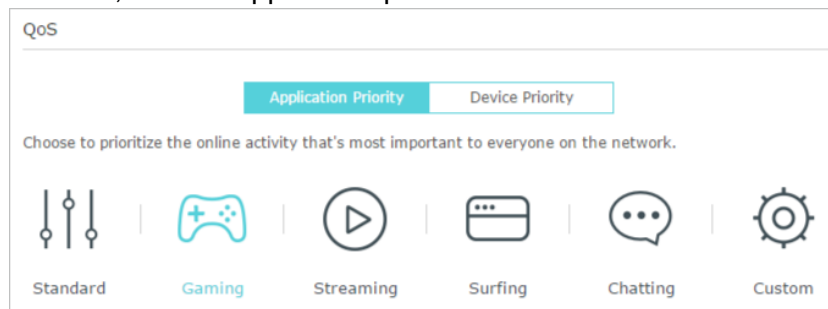 QoS
Application Priority Device Priority
Choose to prioritize the online activity that's most important to everyone on the network.
Standard Gaming Streaming Surfing Chatting Custom